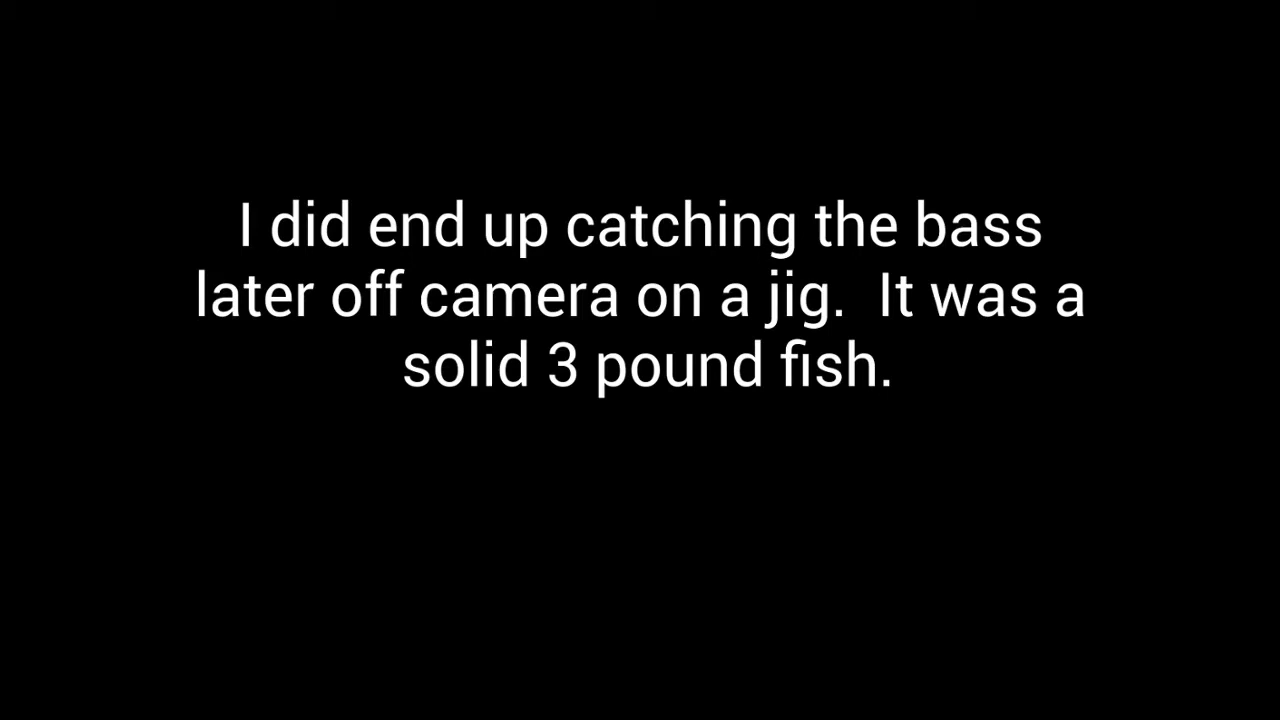 I did end up catching the bass
later off camera on a jig.  It was a
solid 3 pound fish.